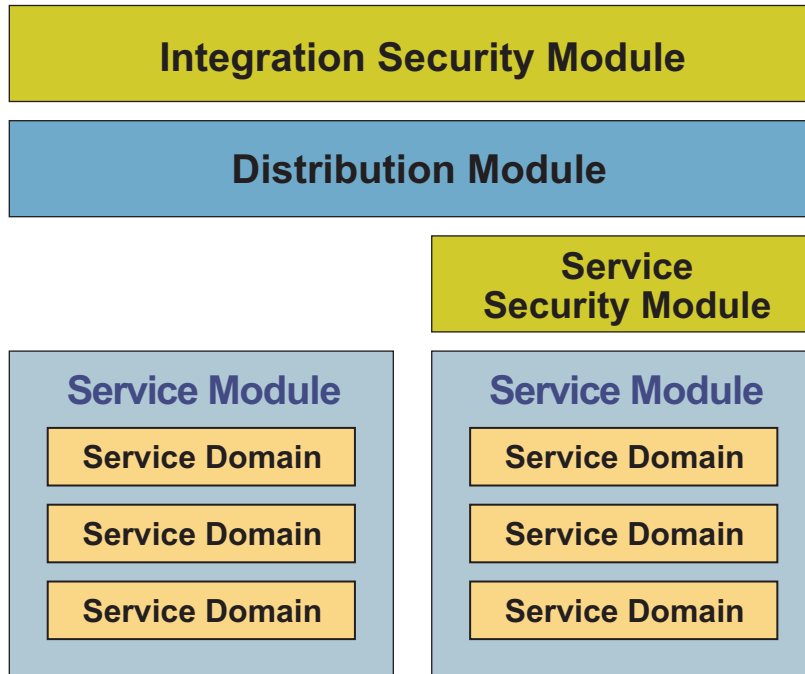 Integration Security Module
Distribution Module
Service
Security Module
Service Module
Service Domain
Service Domain
Service Domain
Service Module
Service Domain
Service Domain
Service Domain